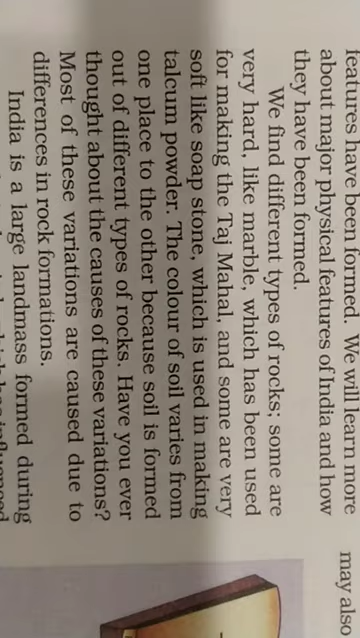 features have been formed. We will learn more
about major physical features of India and how
they have been formed.
We find different types of rocks; some are
very hard, like marble, which has been used
for making the Taj Mahal, and some are very
soft like soap stone, which is used in making
talcum powder. The colour of soil varies from
one place to the other because soil is formed
out of different types of rocks. Have you ever
thought about the causes of these variations?
Most of these variations are caused due to
differences in rock formations.
India is a large landmass formed during
may also